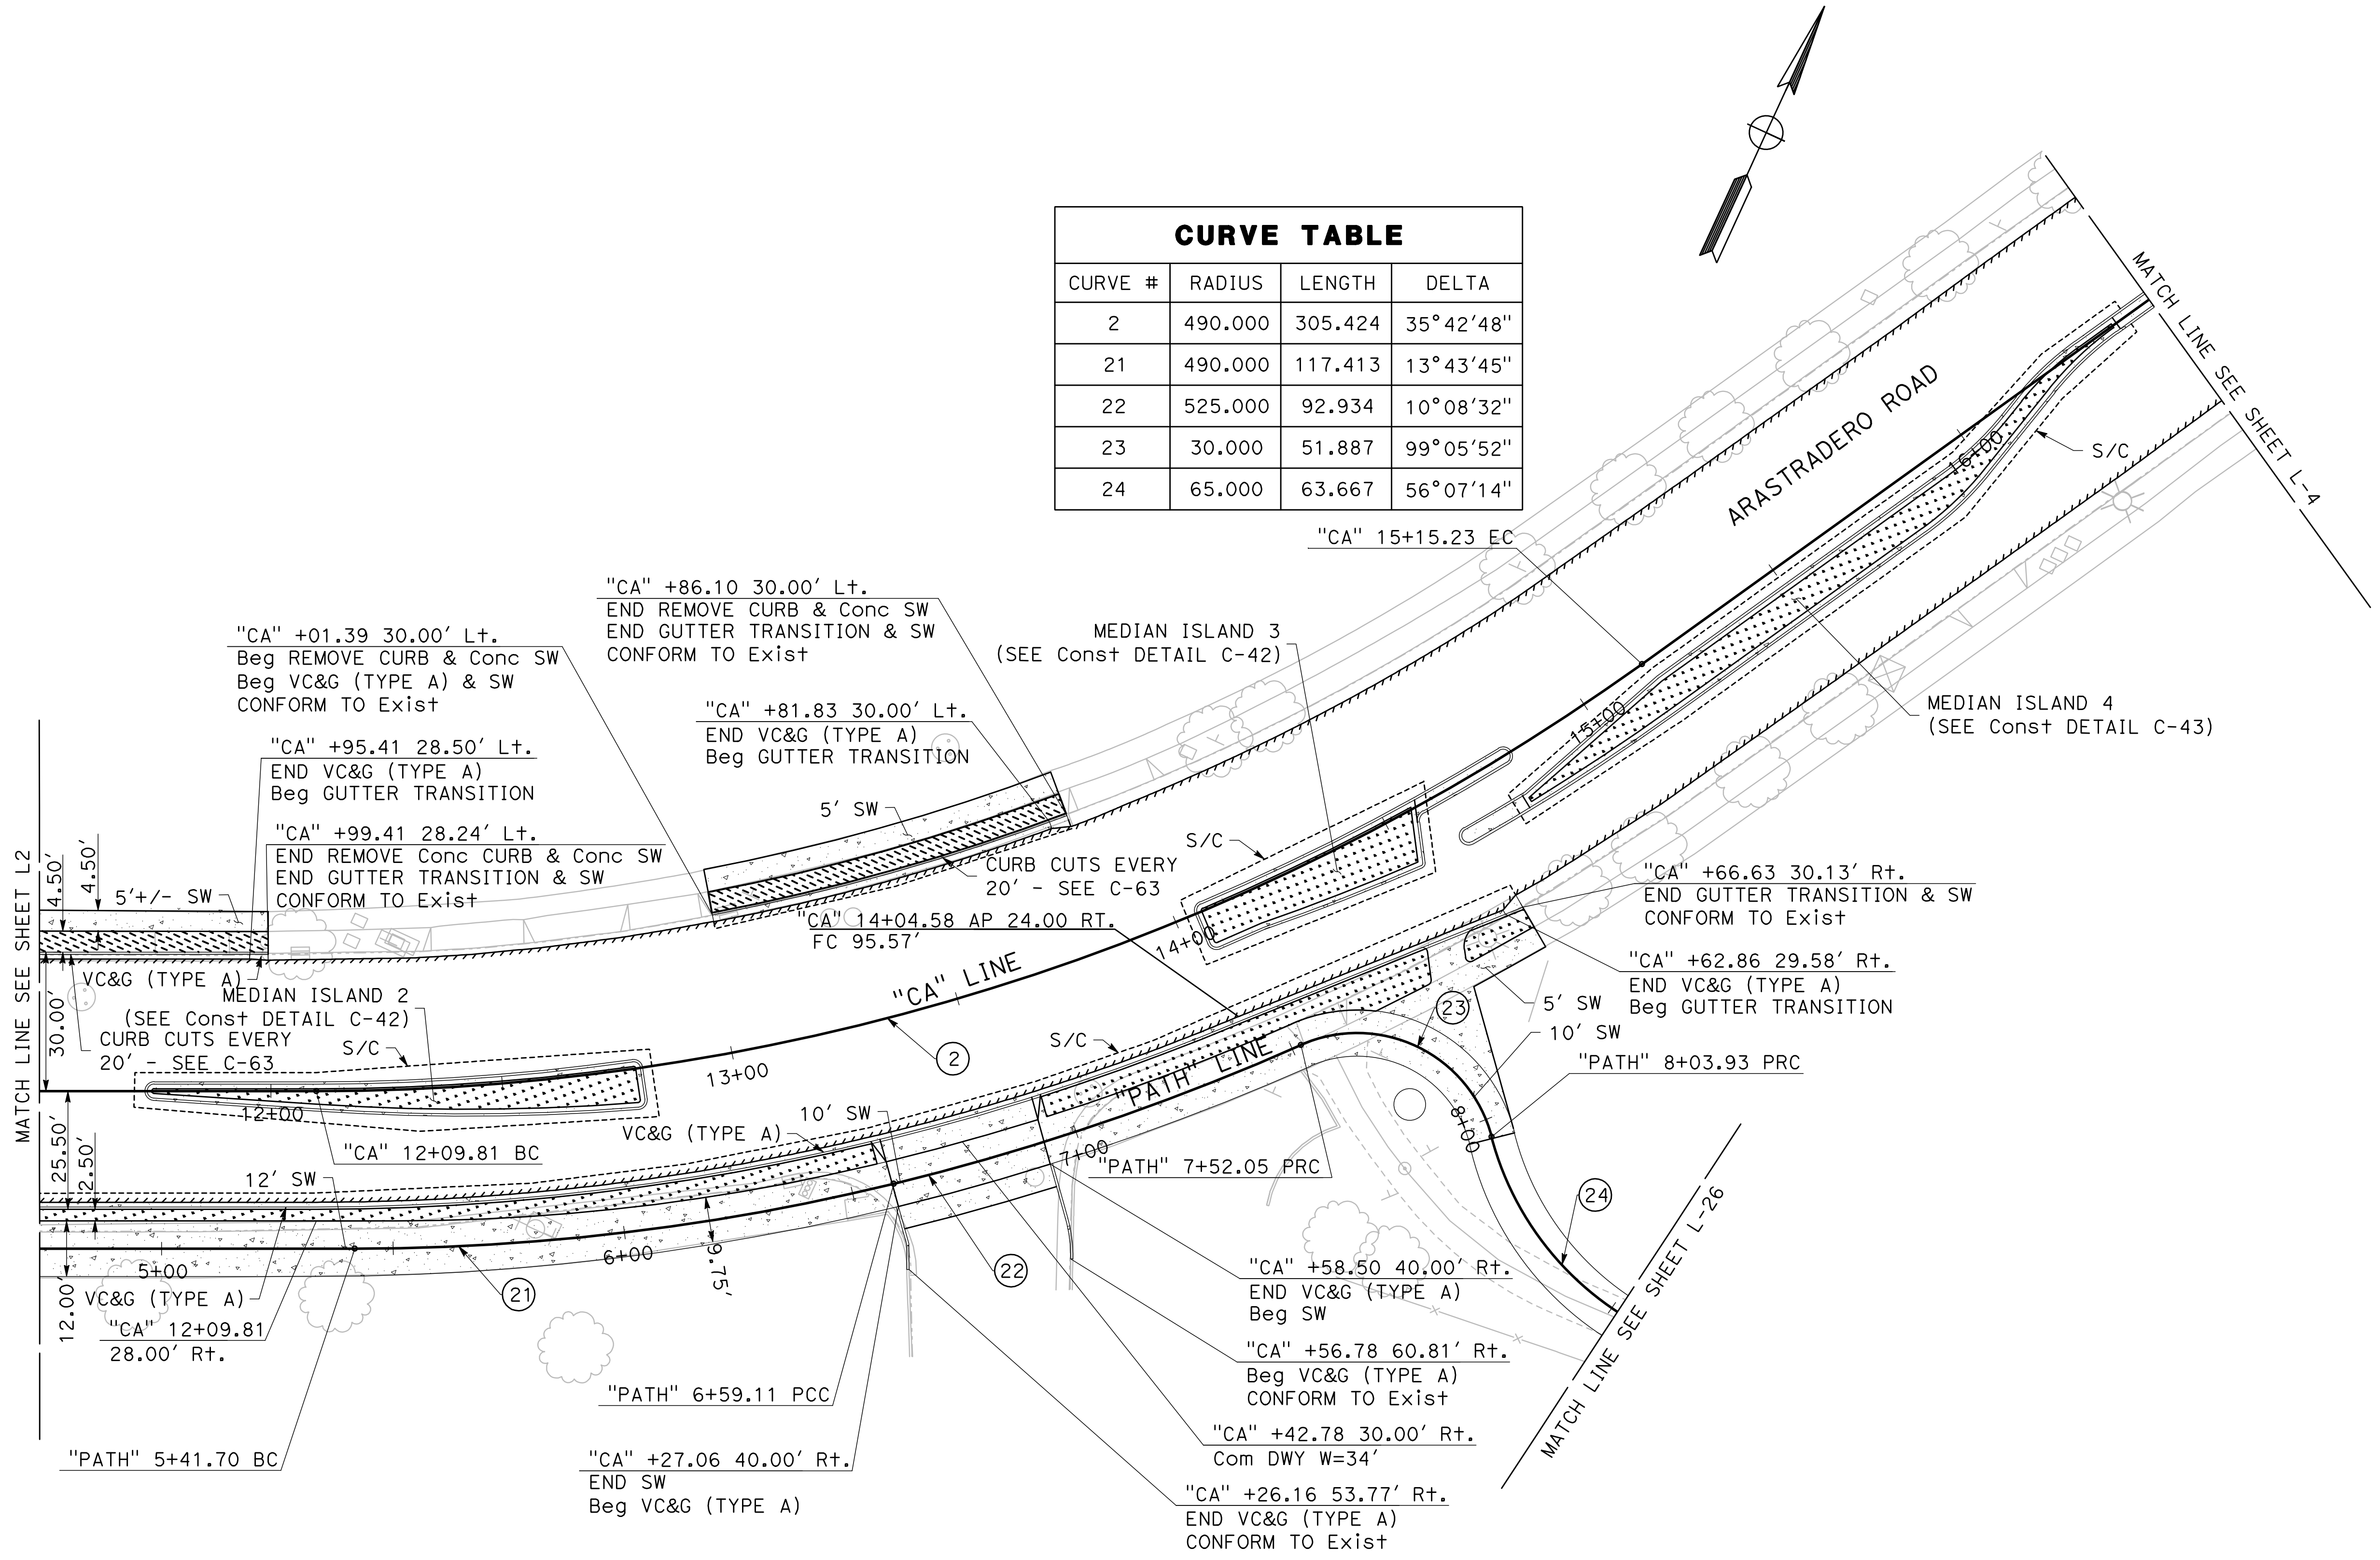 CURVE TABLE
CURVE # RADIUS LENGTH DELTA
2 490.000 305.424 35°42'48"
21 490.000 117.413 13°43'45"
22 525.000 92.934 10°08'32"
23 30.000 51.887 99°05'52"
24 65.000 63.667 56°07'14"
MATCH LINE SEE SHEET L-4
ARASTRADERO ROAD
16+00
S/C
"CA" 15+15.23 EC
"CA" +86.10 30.00' Lt.
END REMOVE CURB & Conc SW
END GUTTER TRANSITION & SW
CONFORM TO Exist
"CA" +01.39 30.00' Lt.
Beg REMOVE CURB & Conc SW
Beg VC&G (TYPE A) & SW
CONFORM TO Exist
MEDIAN ISLAND 3
(SEE Const DETAIL C-42)
"CA" +81.83 30.00' Lt.
END VC&G (TYPE A)
Beg GUTTER TRANSITION
15+00
MEDIAN ISLAND 4
(SEE Const DETAIL C-43)
"CA" +95.41 28.50' Lt.
END VC&G (TYPE A)
Beg GUTTER TRANSITION
5' SW
"CA" +99.41 28.24' Lt.
END REMOVE Conc CURB & Conc SW
END GUTTER TRANSITION & SW
CONFORM TO Exist
S/C
CURB CUTS EVERY
20' - SEE C-63
MATCH LINE SEE SHEET L2
4.50'
4.50'
5'+/- SW
"CA" 14+04.58 AP 24.00 RT.
FC 95.57'
14+00
"CA" +66.63 30.13' Rt.
END GUTTER TRANSITION & SW
CONFORM TO Exist
"CA" +62.86 29.58' Rt.
END VC&G (TYPE A)
Beg GUTTER TRANSITION
VC&G (TYPE A)
MEDIAN ISLAND 2
(SEE Const DETAIL C-42)
CURB CUTS EVERY
20' - SEE C-63
30.00'
S/C
"CA" LINE
2
13+00
12+00
S/C
23
5' SW
10' SW
"PATH" LINE
"PATH" 8+03.93 PRC
8+00
10' SW
VC&G (TYPE A)
"CA" 12+09.81 BC
7+00
"PATH" 7+52.05 PRC
25.50'
2.50'
12' SW
24
MATCH LINE SEE SHEET L-26
5+00
6+00
9.75'
22
21
12.00'
VC&G (TYPE A)
"CA" 12+09.81
28.00' Rt.
"CA" +58.50 40.00' Rt.
END VC&G (TYPE A)
Beg SW
"CA" +56.78 60.81' Rt.
Beg VC&G (TYPE A)
CONFORM TO Exist
"PATH" 6+59.11 PCC
"CA" +42.78 30.00' Rt.
Com DWY W=34'
"PATH" 5+41.70 BC
"CA" +27.06 40.00' Rt.
END SW
Beg VC&G (TYPE A)
"CA" +26.16 53.77' Rt.
END VC&G (TYPE A)
CONFORM TO Exist